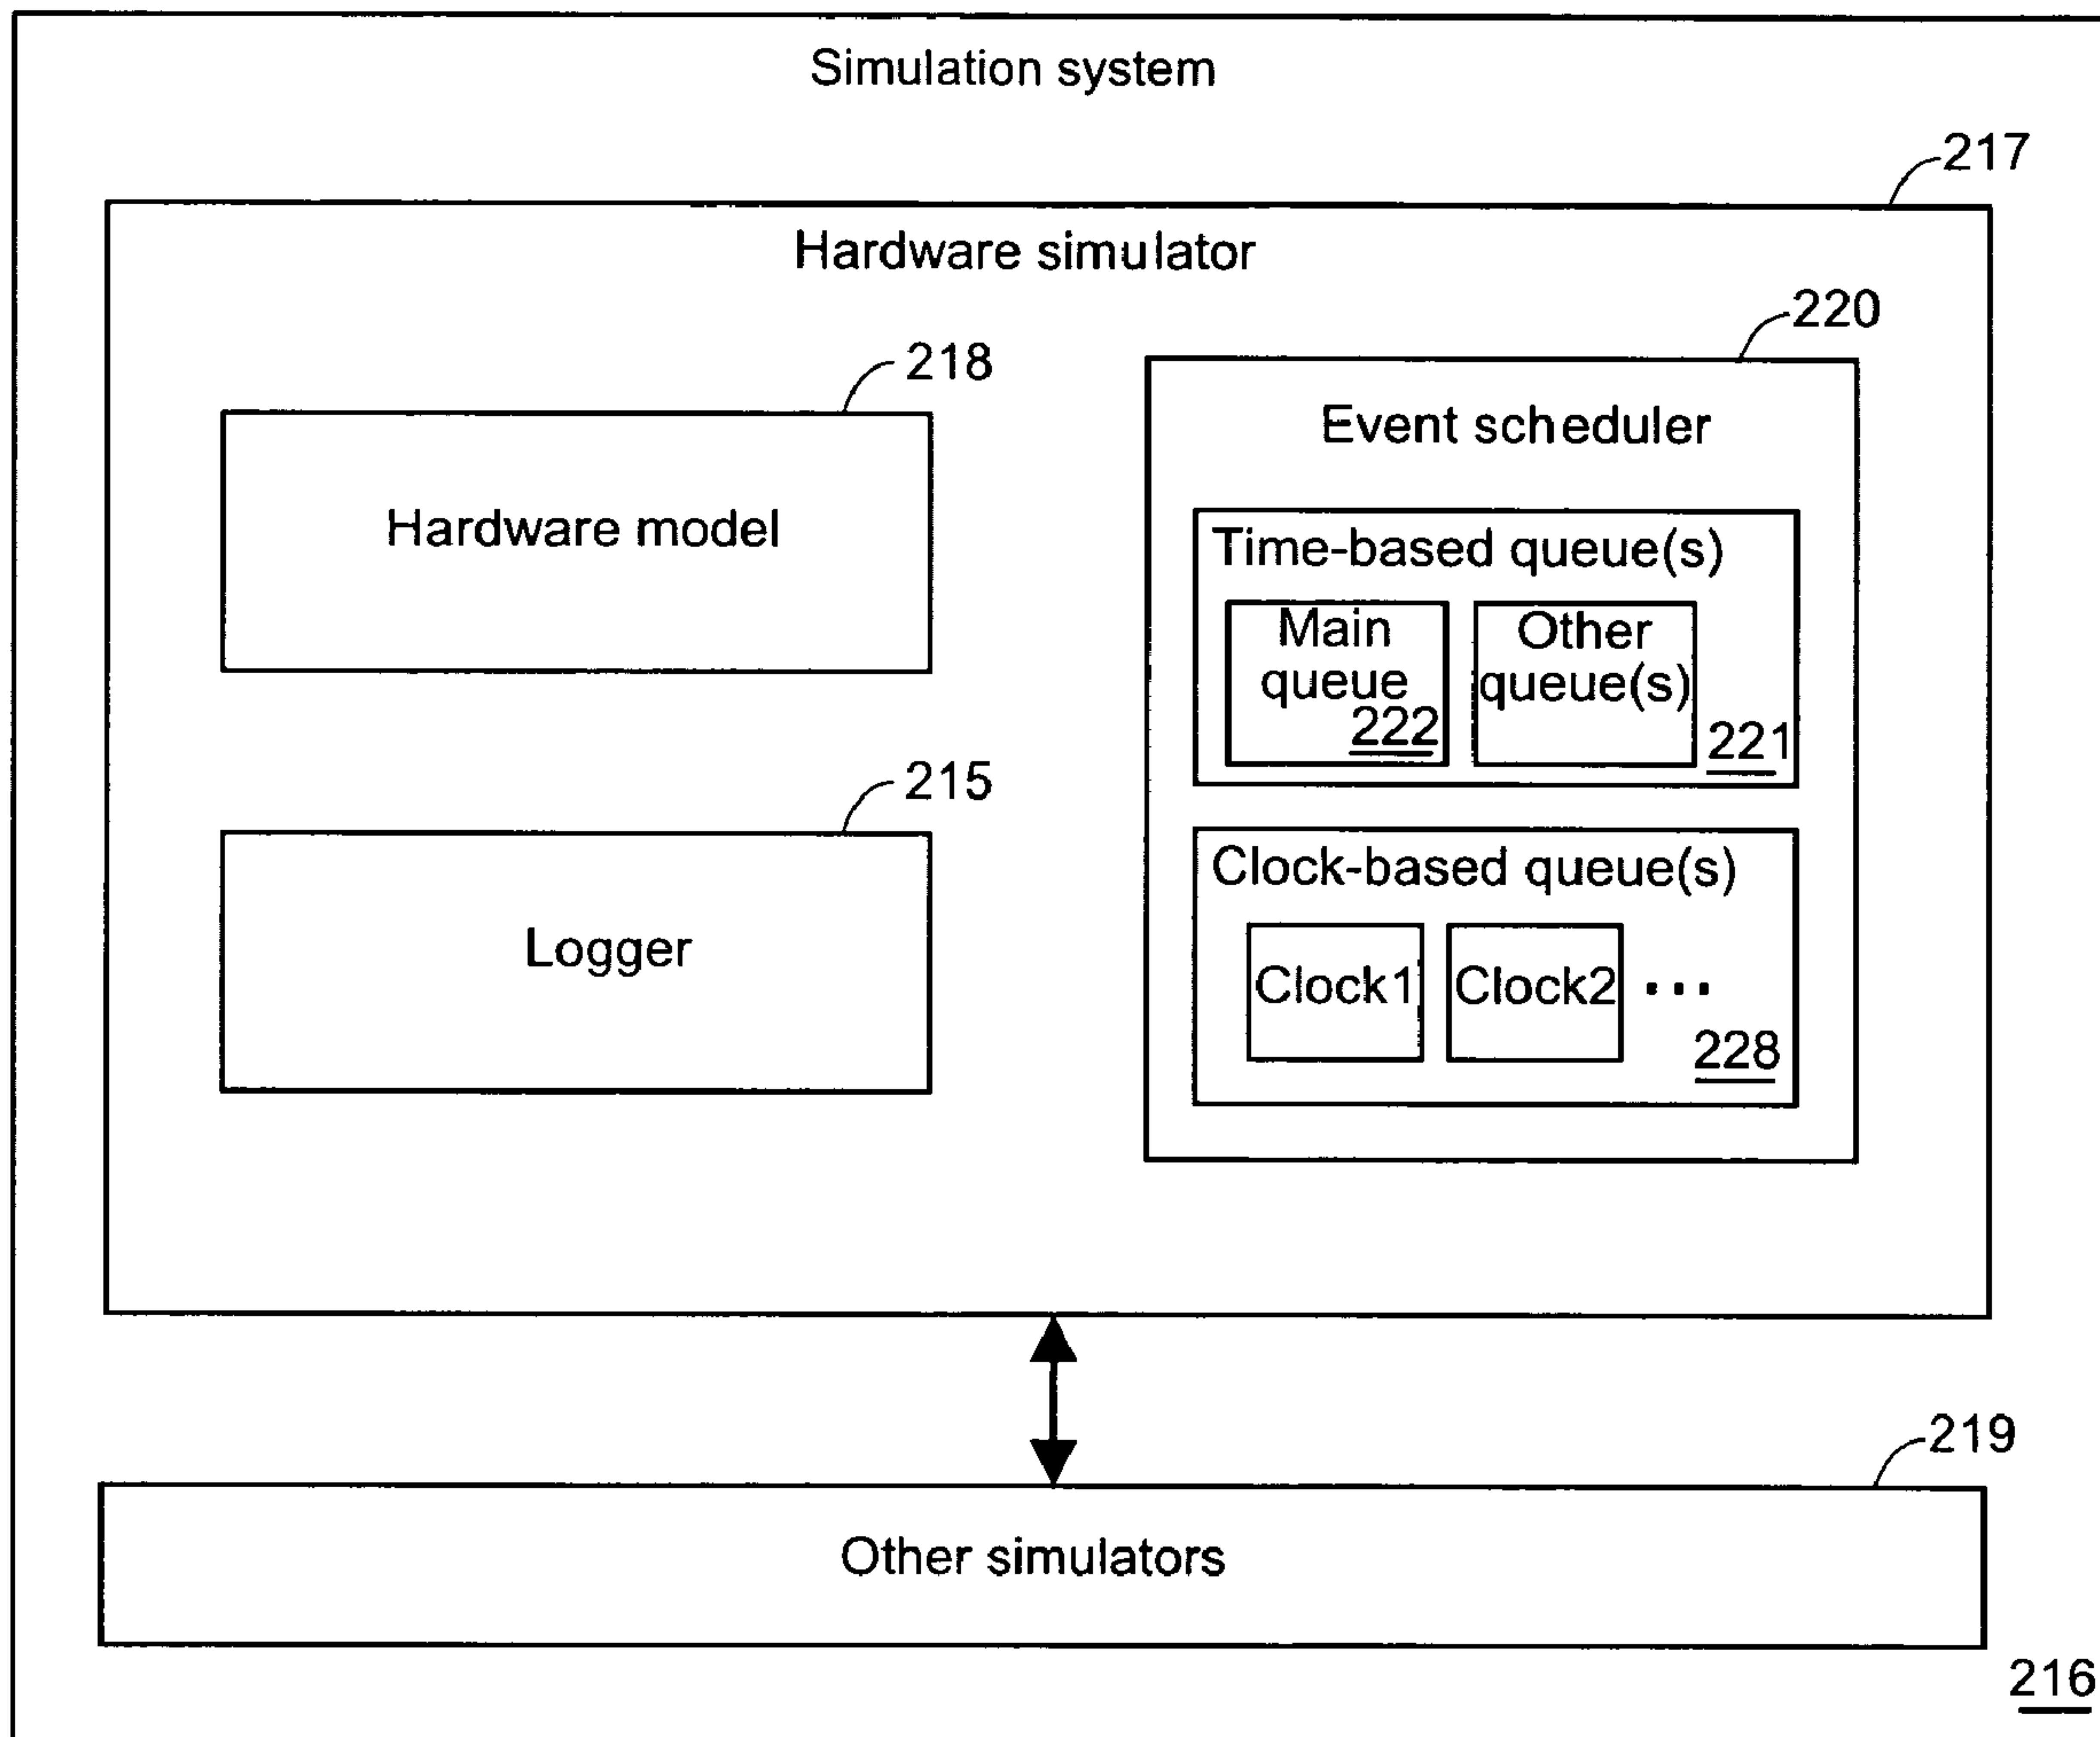 Simulation system
217
Hardware simulator
220
218
Event scheduler
Hardware model
Time-based queue(s)
Main
queue
222
Other
queue(s)
221
215
Clock-based queue(s)
Logger
Clock1
Clock2
...
228
219
Other simulators
216